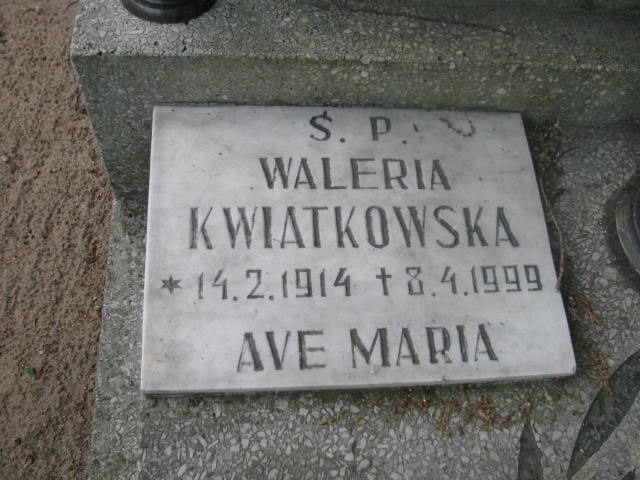 Ś. P.
WALERIA
KWIATKOWSKA
* 14.2.1914 † 8.4.1999
AVE MARIA